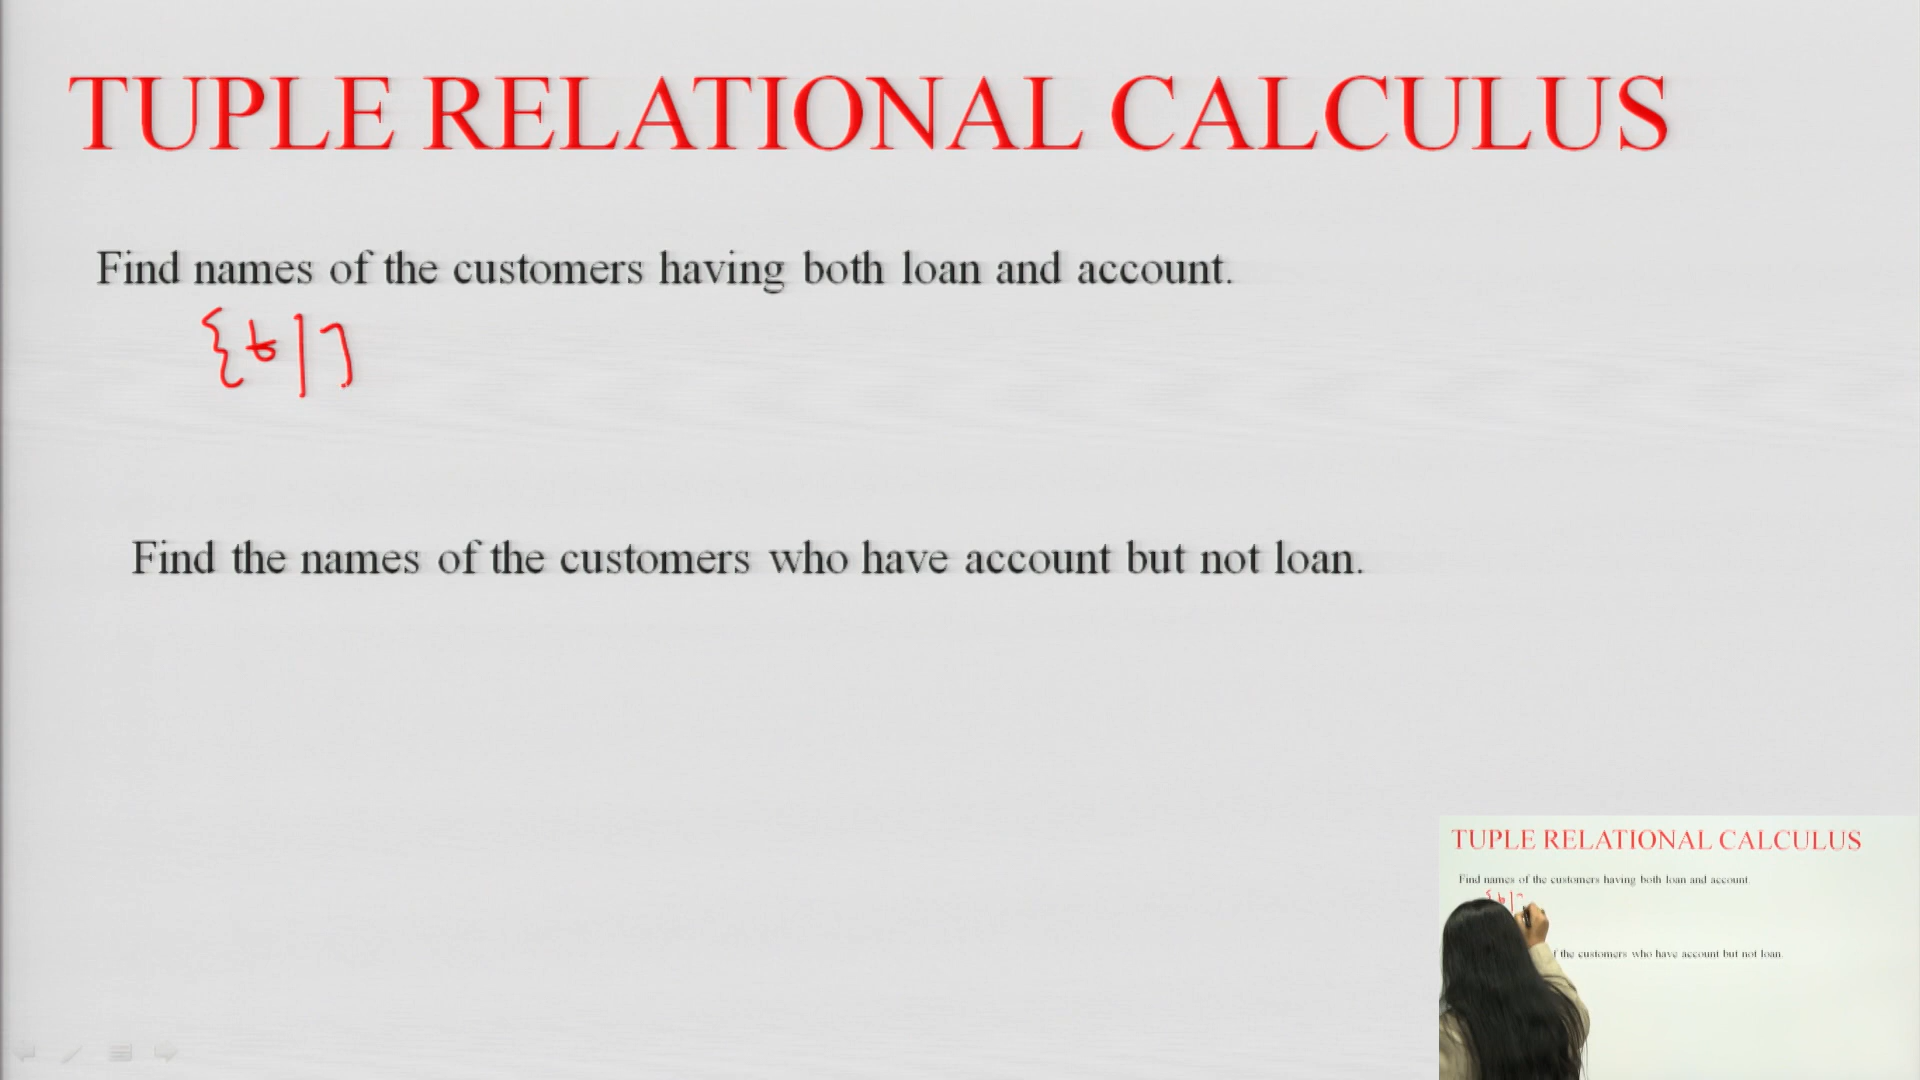 TUPLE RELATIONAL CALCULUS
Find names of the customers having both loan and account.
{t|∃
Find the names of the customers who have account but not loan.
TUPLE RELATIONAL CALCULUS
Find names of the customers having both loan and account.
{t|
f the customers who have account but not loan.